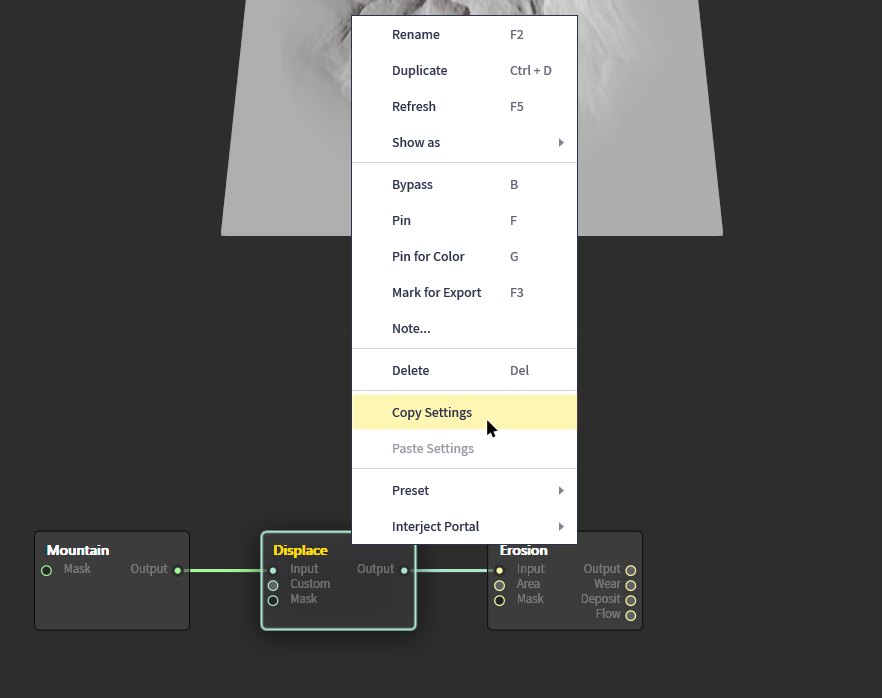 Rename F2
Duplicate Ctrl + D
Refresh F5
Show as
Bypass B
Pin F
Pin for Color G
Mark for Export F3
Note...
Delete Del
Copy Settings
Paste Settings
Preset
Interject Portal
Mountain
Mask Output
Displace
Input Output
Custom
Mask
Erosion
Input Output
Area Wear
Mask Deposit
Flow